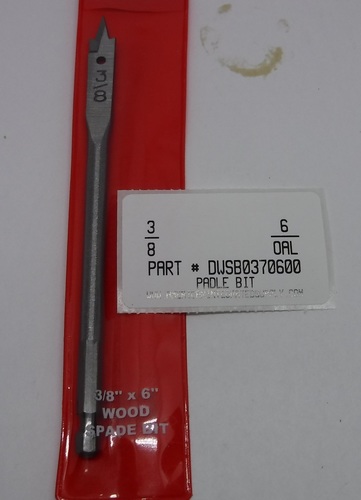 3/8
3 6
8 OAL
PART # DWSB0370600
PADLE BIT
3/8" x 6"
WOOD
SPADE BIT